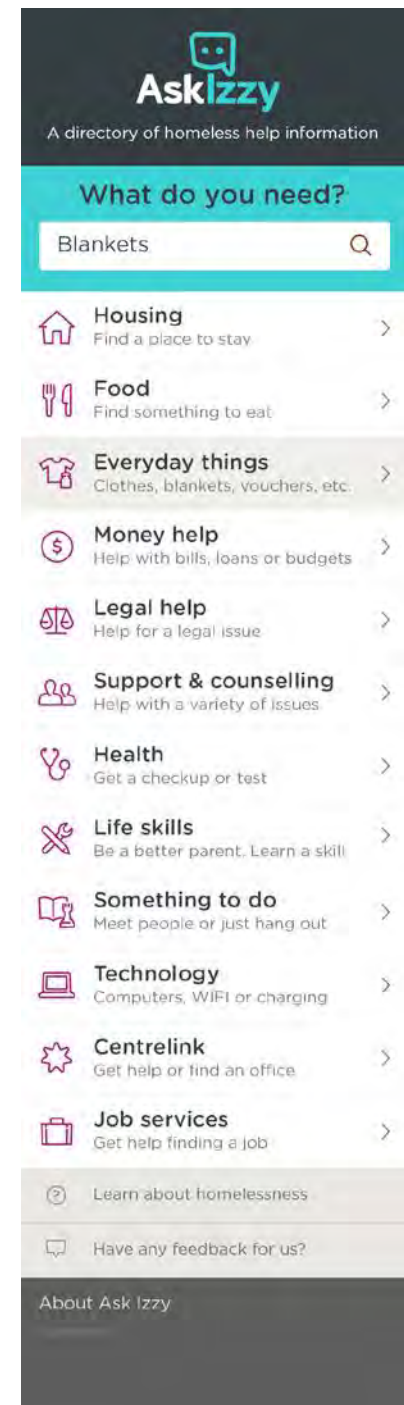 AskIzzy
A directory of homeless help information
What do you need?
Blankets
Housing
Find a place to stay
Food
Find something to eat
Everyday things
Clothes, blankets, vouchers, etc.
Money help
Help with bills, loans or budgets
Legal help
Help for a legal issue
Support & counselling
Help with a variety of issues
Health
Get a checkup or test
Life skills
Be a better parent. Learn a skill
Something to do
Meet people or just hang out
Technology
Computers, WIFI or charging
Centrelink
Get help or find an office
Job services
Get help finding a job
Learn about homelessness
Have any feedback for us?
About Ask Izzy